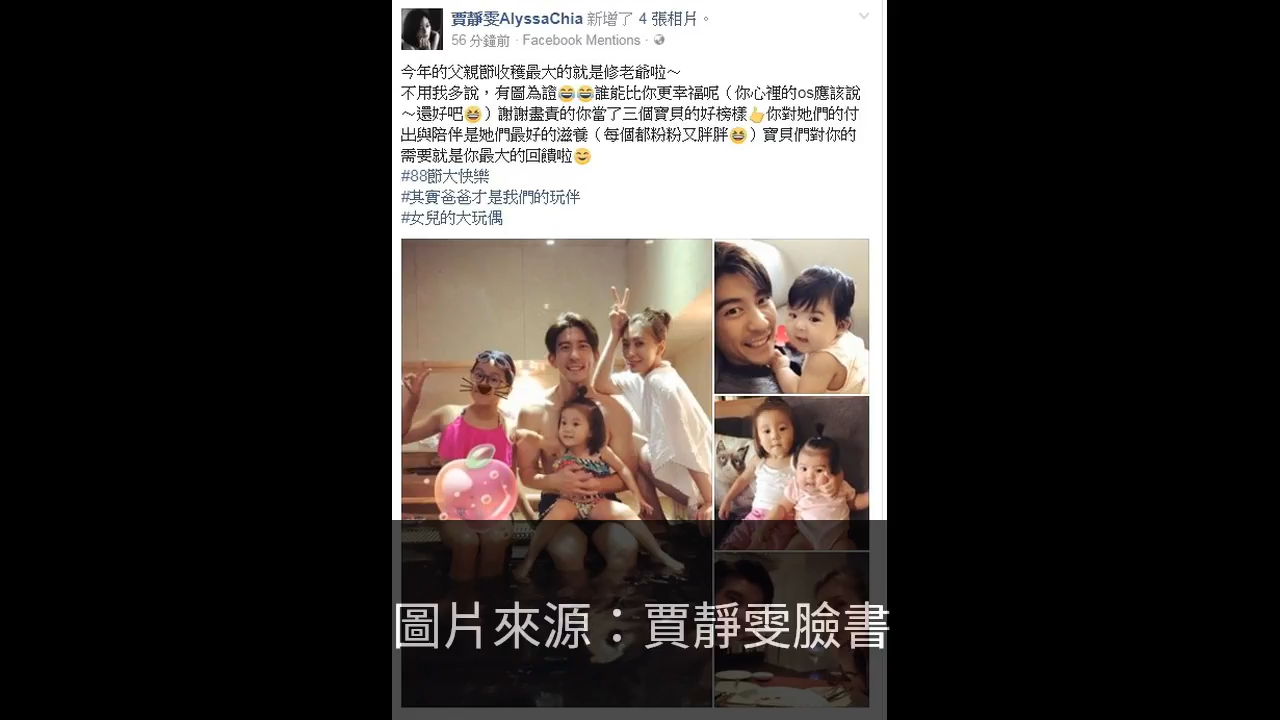 賈靜雯AlyssaChia 新增了 4 張相片。
56 分鐘前 · Facebook Mentions ·
今年的父親節收穫最大的就是修老爺啦～
不用我多說，有圖為證😂😂誰能比你更幸福呢（你心裡的os應該說
～還好吧😆）謝謝盡責的你當了三個寶貝的好榜樣👍你對她們的付
出與陪伴是她們最好的滋養（每個都粉粉又胖胖😆）寶貝們對你的
需要就是你最大的回饋啦😊
#88節大快樂
#其實爸爸才是我們的玩伴
#女兒的大玩偶
圖片來源：賈靜雯臉書